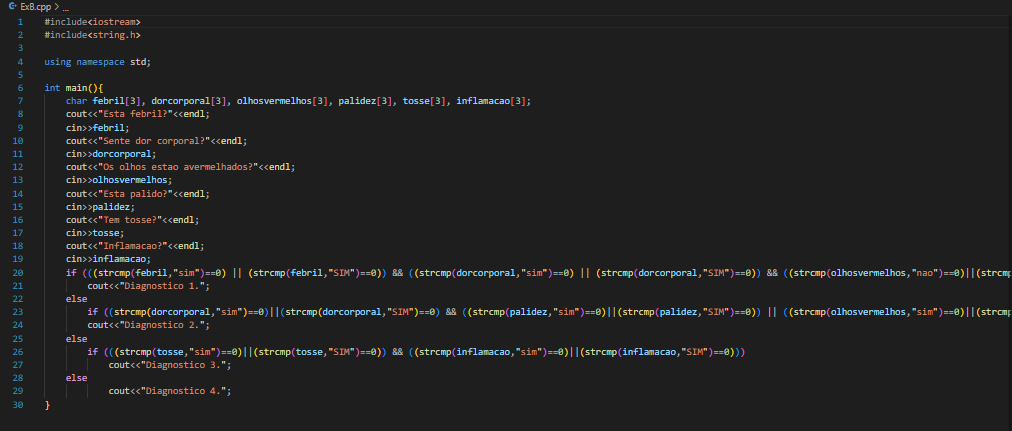 ExB.cpp > ...
1 #include<iostream>
2 #include<string.h>
3
4 using namespace std;
5
6 int main(){
7 char febril[3], dorcorporal[3], olhosvermelhos[3], palidez[3], tosse[3], inflamacao[3];
8 cout<<"Esta febril?"<<endl;
9 cin>>febril;
10 cout<<"Sente dor corporal?"<<endl;
11 cin>>dorcorporal;
12 cout<<"Os olhos estao avermelhados?"<<endl;
13 cin>>olhosvermelhos;
14 cout<<"Esta palido?"<<endl;
15 cin>>palidez;
16 cout<<"Tem tosse?"<<endl;
17 cin>>tosse;
18 cout<<"Inflamacao?"<<endl;
19 cin>>inflamacao;
20 if (((strcmp(febril,"sim")==0) || (strcmp(febril,"SIM")==0)) && ((strcmp(dorcorporal,"sim")==0) || (strcmp(dorcorporal,"SIM")==0)) && ((strcmp(olhosvermelhos,"nao")==0)||(strcmp
21 cout<<"Diagnostico 1.";
22 else
23 if ((strcmp(dorcorporal,"sim")==0)||(strcmp(dorcorporal,"SIM")==0) && ((strcmp(palidez,"sim")==0)||(strcmp(palidez,"SIM")==0)) || ((strcmp(olhosvermelhos,"sim")==0)||(strcmp
24 cout<<"Diagnostico 2.";
25 else
26 if (((strcmp(tosse,"sim")==0)||(strcmp(tosse,"SIM")==0)) && ((strcmp(inflamacao,"sim")==0)||(strcmp(inflamacao,"SIM")==0)))
27 cout<<"Diagnostico 3.";
28 else
29 cout<<"Diagnostico 4.";
30 }